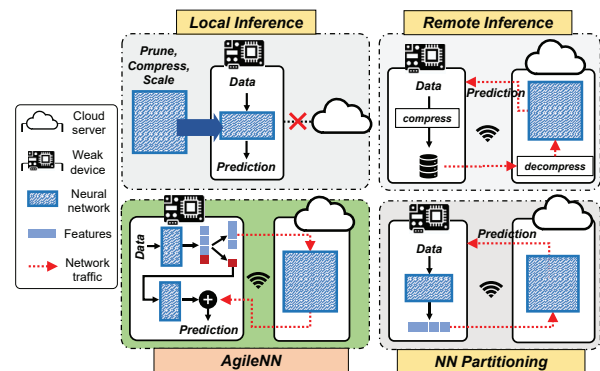 Local Inference
Prune,
Compress,
Scale
Data
Prediction
Remote Inference
Data
compress
Prediction
decompress
Cloud
server
Weak
device
Neural
network
Features
Network
traffic
Data
Prediction
AgileNN
Prediction
Data
NN Partitioning